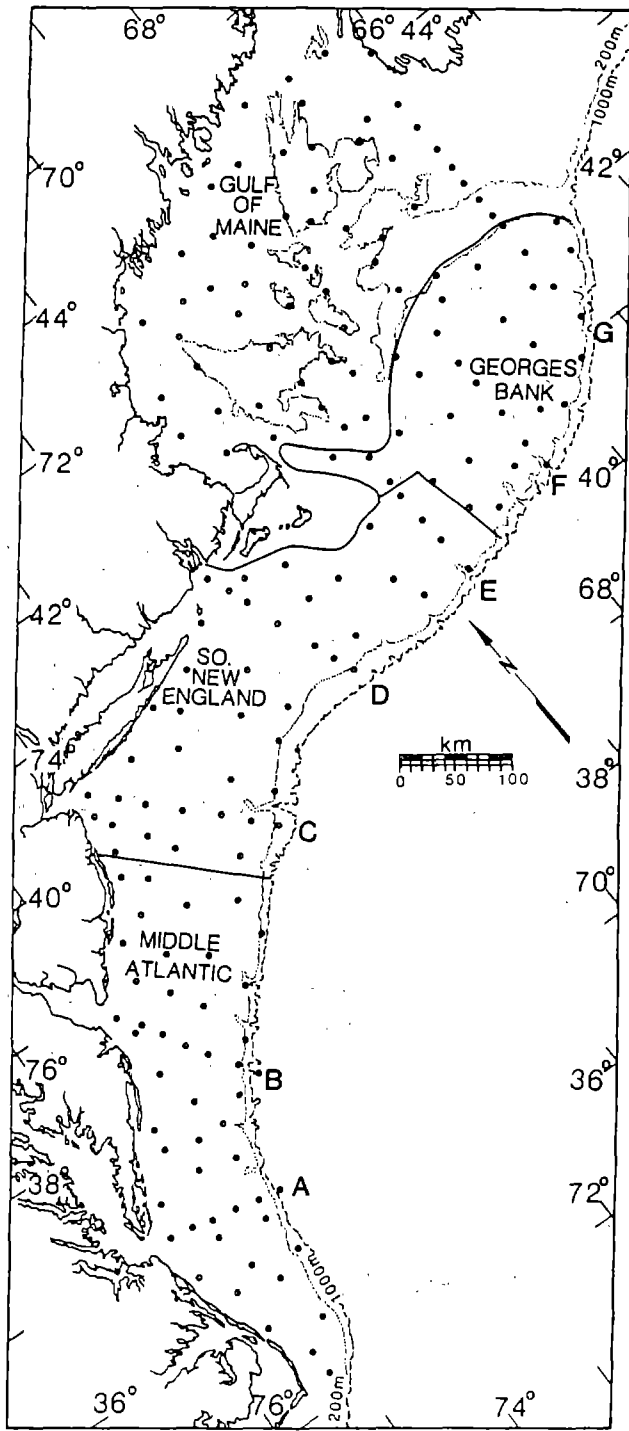 68°
66°
44°
200m
1000m
70°
42°
GULF
OF
MAINE
44°
G
GEORGES
BANK
72°
40°
F
E
42°
68°
N
SO.
NEW
ENGLAND
D
74
km
0 50 100
38°
C
70°
40°
MIDDLE
ATLANTIC
76°
B
36°
A
38
72°
1000m
200m
36°
76°
74°